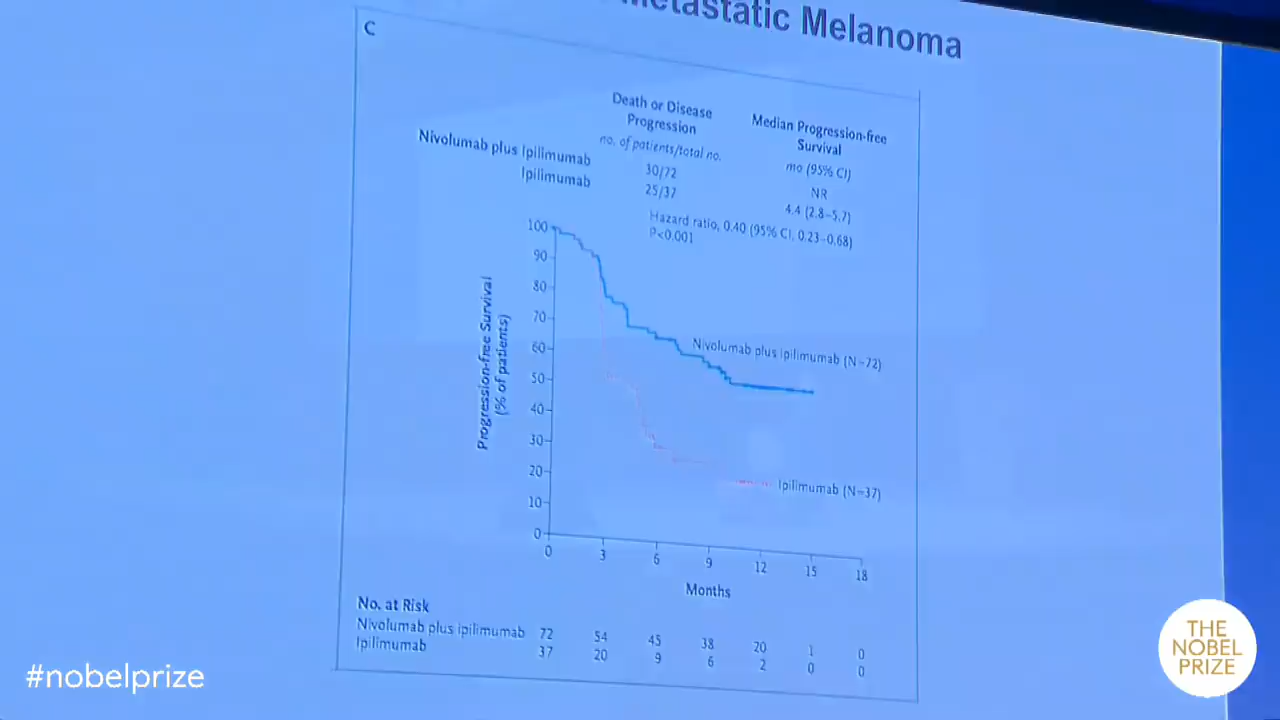 Metastatic Melanoma
C
Death or Disease
Progression
Median Progression-free
Survival
no. of patients/total no.
mo (95% CI)
Nivolumab plus Ipilimumab
30/72
NR
Ipilimumab
25/37
4.4 (2.8–5.7)
Hazard ratio, 0.40 (95% CI, 0.23–0.68)
P<0.001
Progression-free Survival
(% of patients)
100
90
80
70
60
50
40
30
20
10
0
Nivolumab plus ipilimumab (N=72)
Ipilimumab (N=37)
0 3 6 9 12 15 18
Months
No. at Risk
Nivolumab plus ipilimumab 72 54 45 38 20 1 0
Ipilimumab 37 20 9 6 2 0 0
#nobelprize
THE
NOBEL
PRIZE